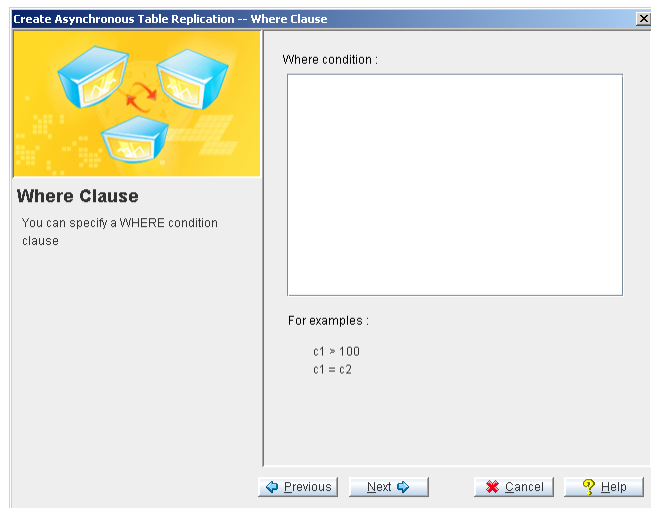 Create Asynchronous Table Replication -- Where Clause
Where condition :
Where Clause
You can specify a WHERE condition
clause
For examples :
c1 > 100
c1 = c2
Previous
Next
Cancel
Help